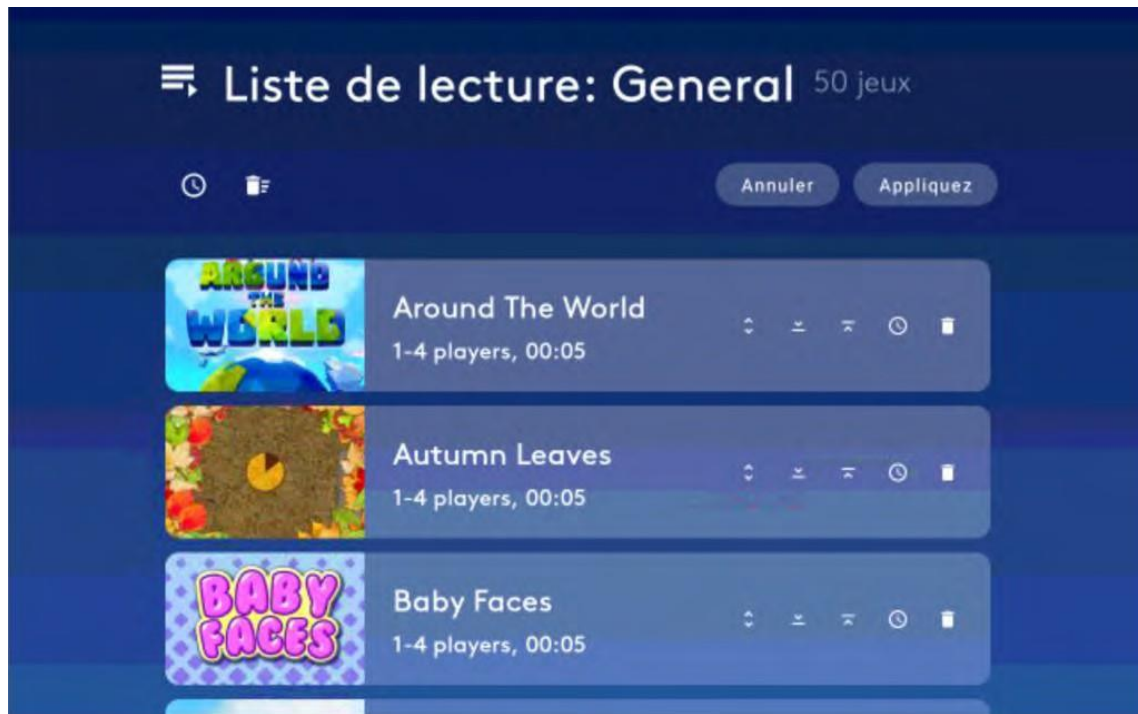 Liste de lecture: General 50 jeux
Annuler Appliquez
AROUND
THE
WORLD
Around The World
1-4 players, 00:05
Autumn Leaves
1-4 players, 00:05
BABY
FACES
Baby Faces
1-4 players, 00:05